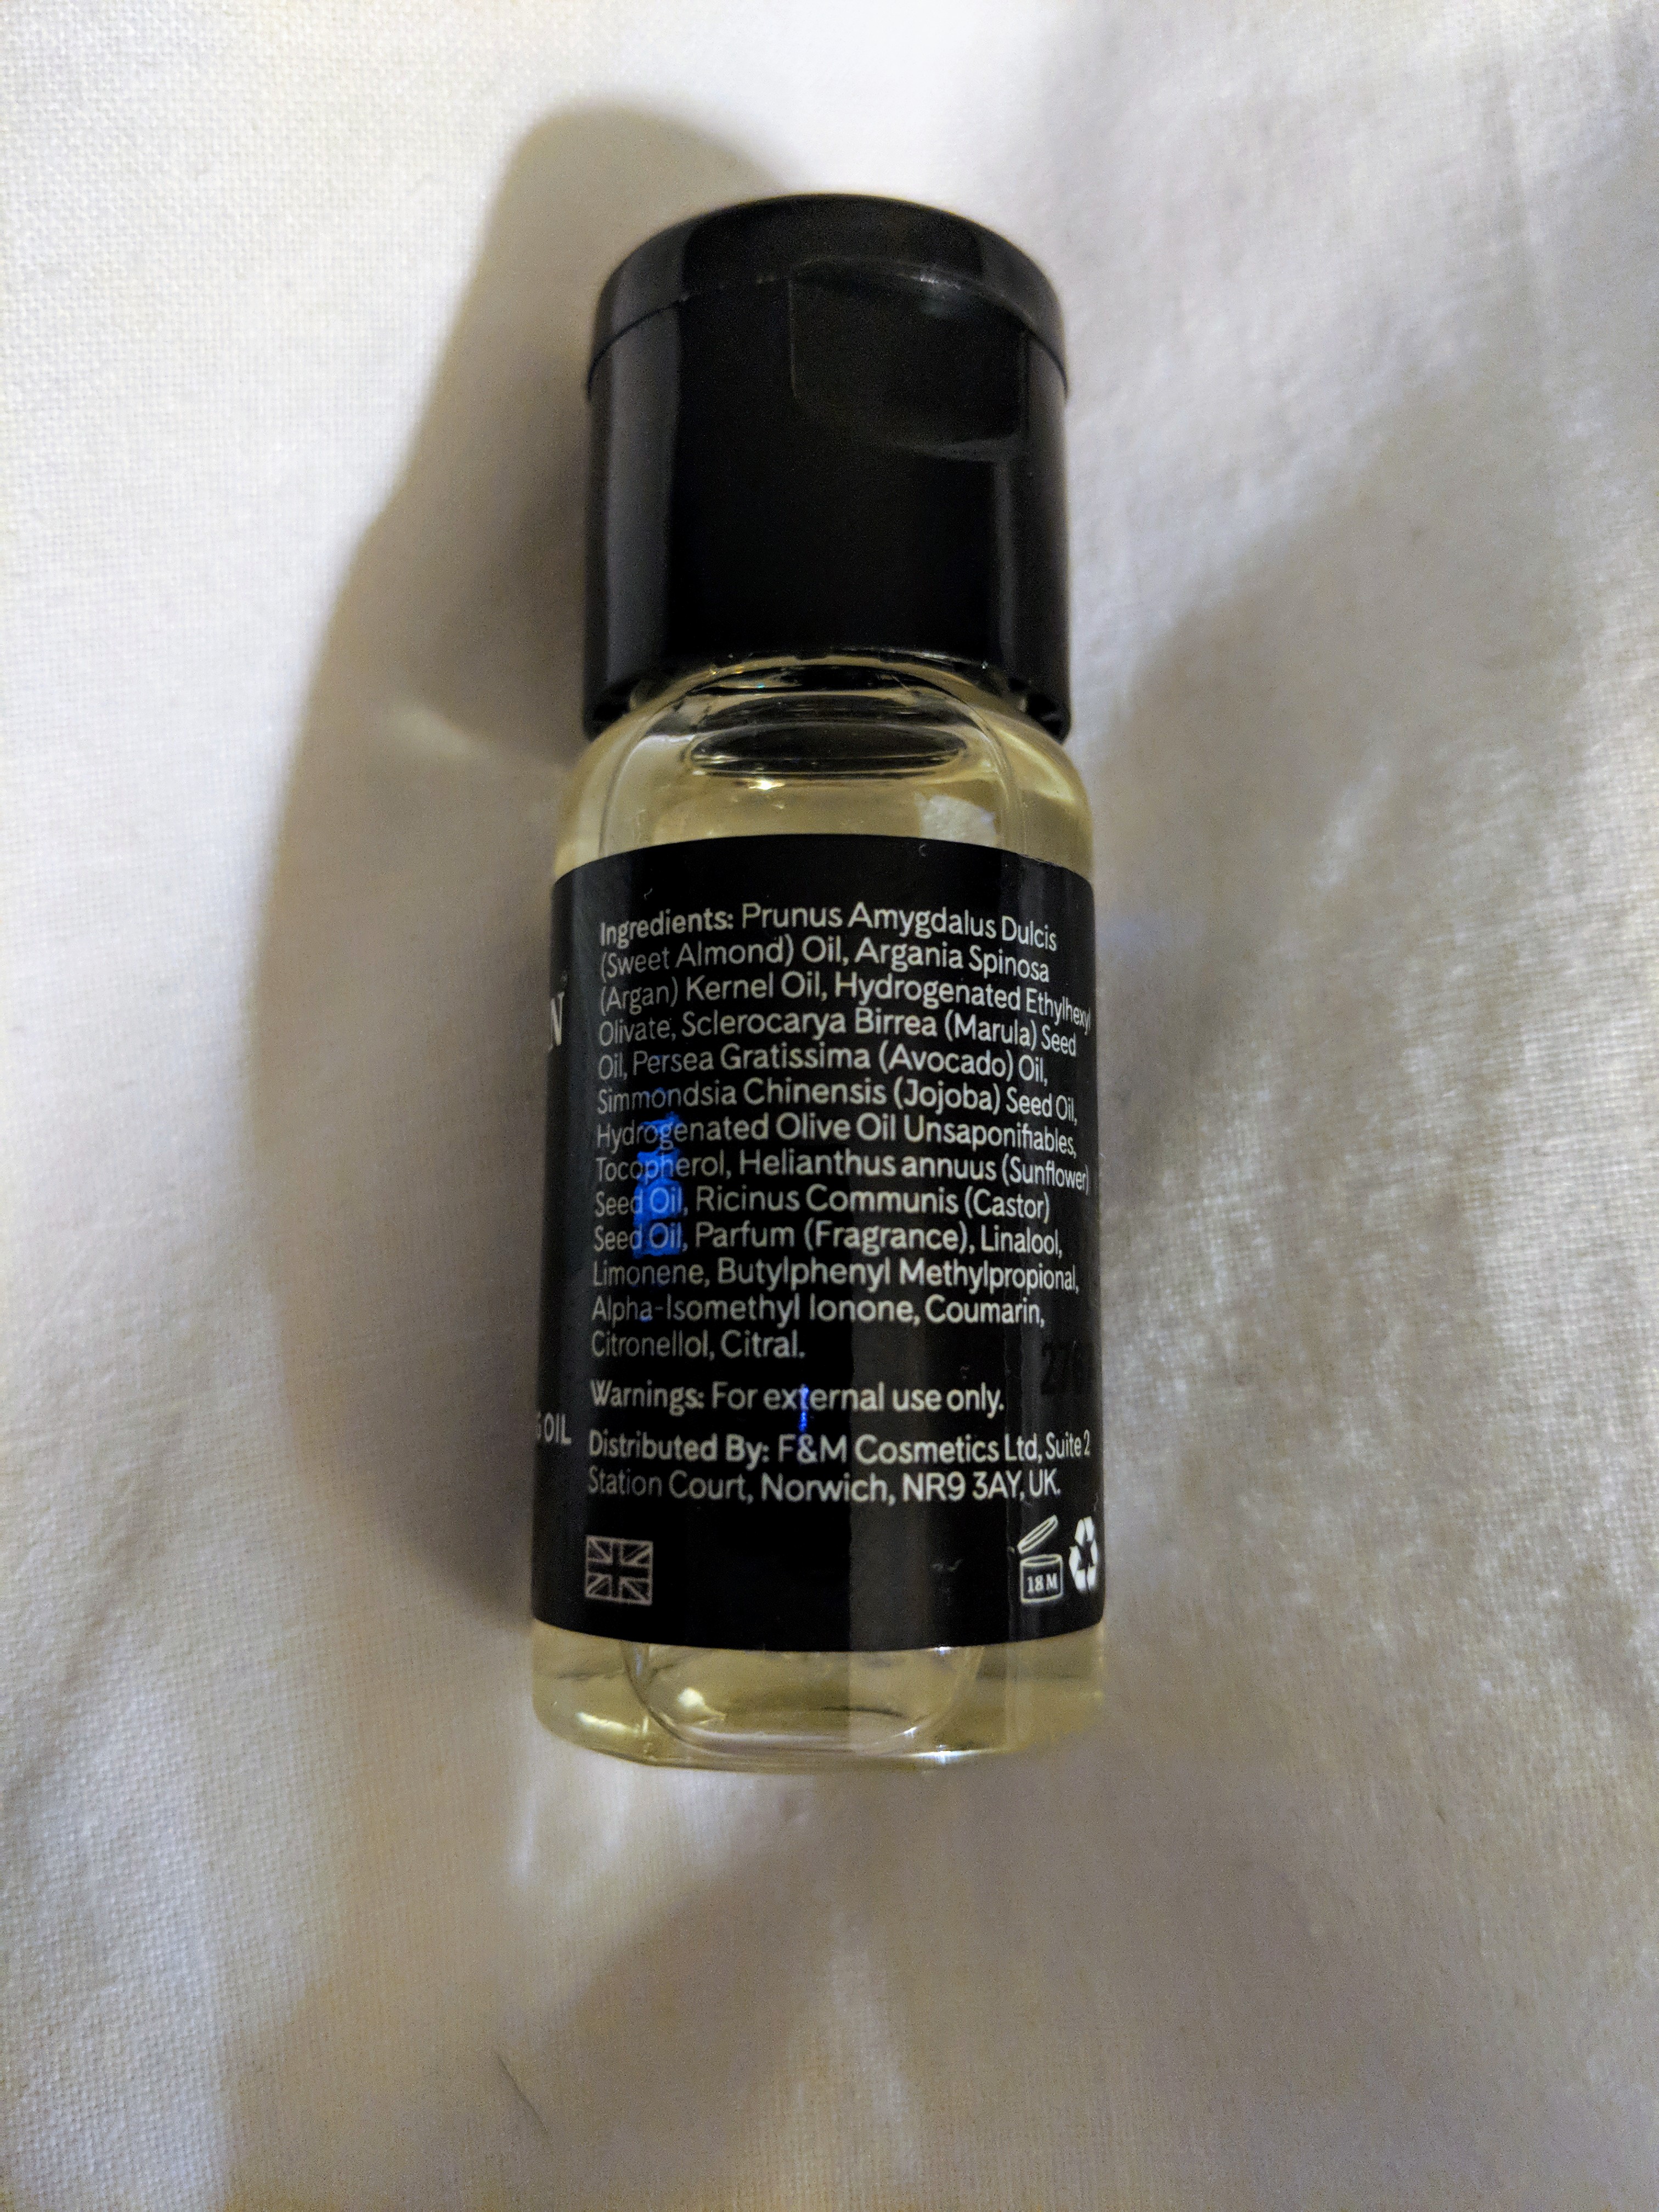 Ingredients: Prunus Amygdalus Dulcis
(Sweet Almond) Oil, Argania Spinosa
(Argan) Kernel Oil, Hydrogenated Ethylhexyl
Olivate, Sclerocarya Birrea (Marula) Seed
Oil, Persea Gratissima (Avocado) Oil,
Simmondsia Chinensis (Jojoba) Seed Oil,
Hydrogenated Olive Oil Unsaponifiables,
Tocopherol, Helianthus annuus (Sunflower)
Seed Oil, Ricinus Communis (Castor)
Seed Oil, Parfum (Fragrance), Linalool,
Limonene, Butylphenyl Methylpropional,
Alpha-Isomethyl Ionone, Coumarin,
Citronellol, Citral.
Warnings: For external use only.
Distributed By: F&M Cosmetics Ltd, Suite 2
Station Court, Norwich, NR9 3AY, UK.
OIL
18 M